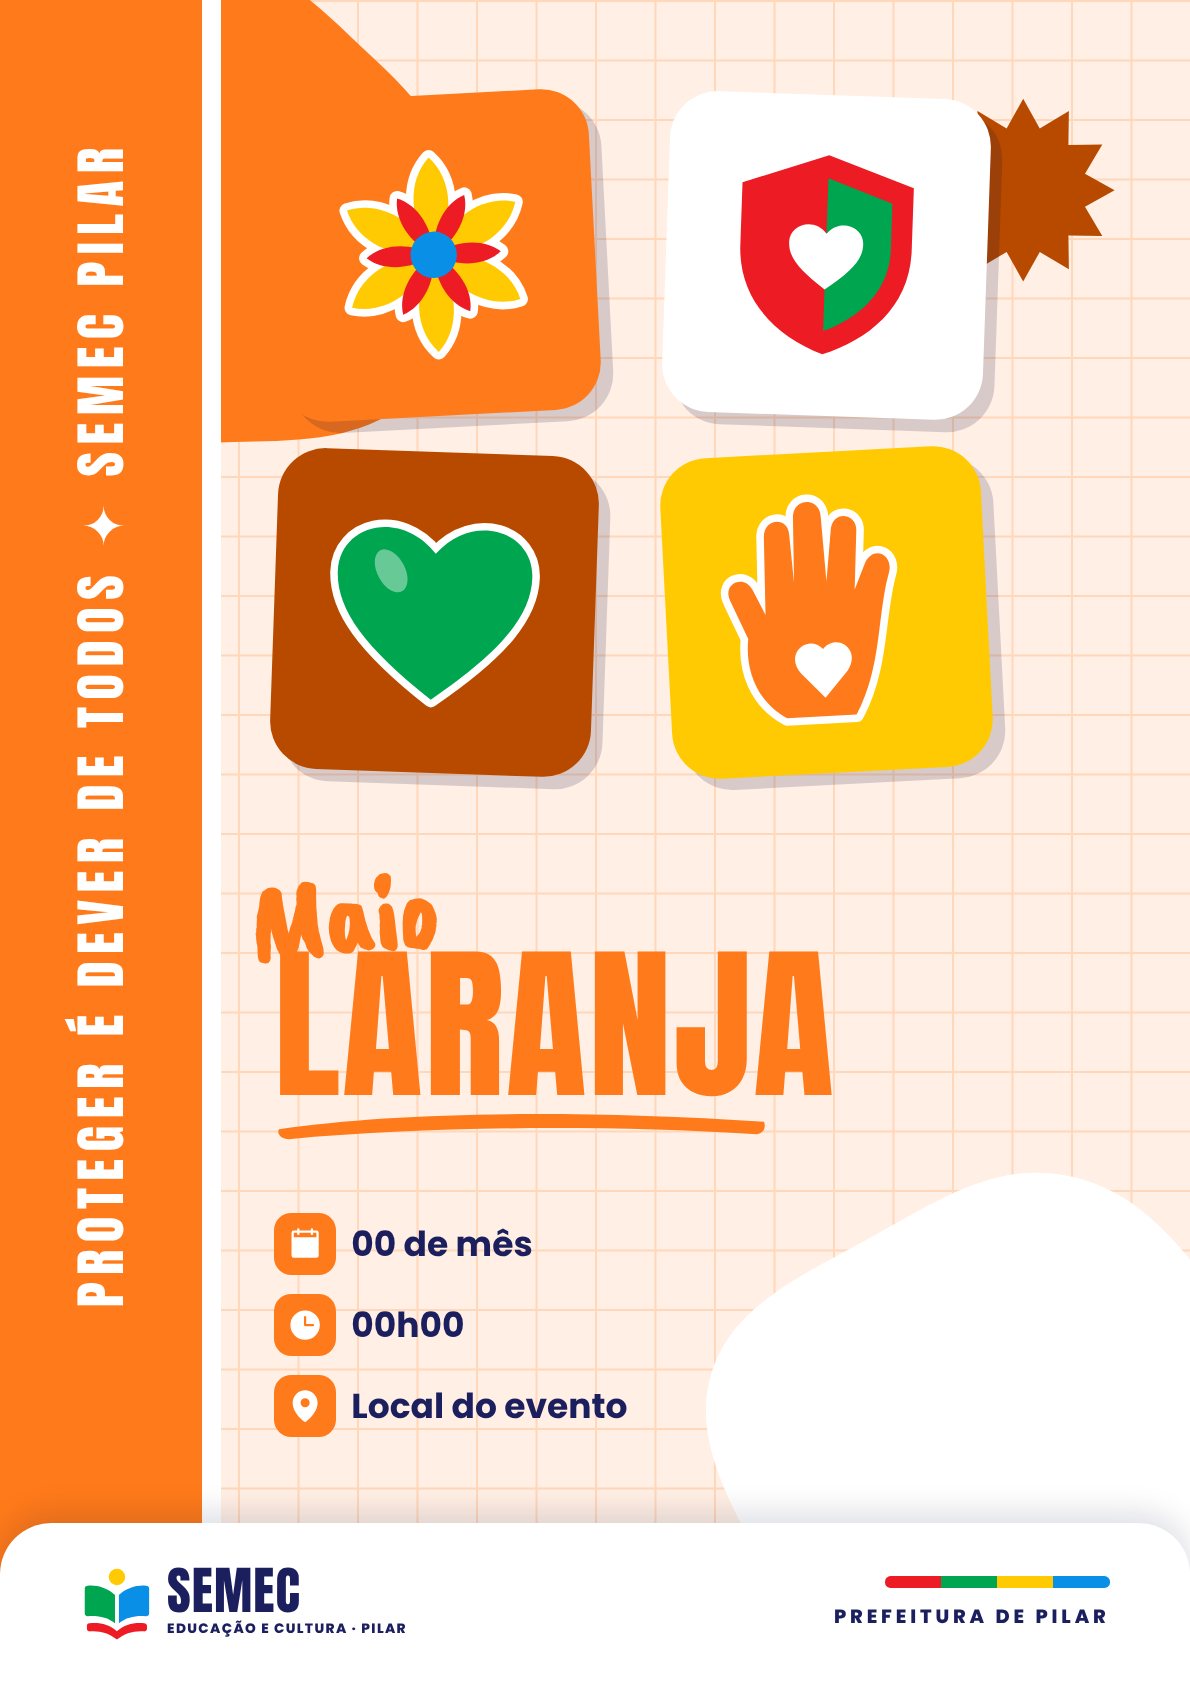 PROTEGER É DEVER DE TODOS ✦ SEMEC PILAR
Maio
LARANJA
00 de mês
00h00
Local do evento
SEMEC
EDUCAÇÃO E CULTURA · PILAR
PREFEITURA DE PILAR